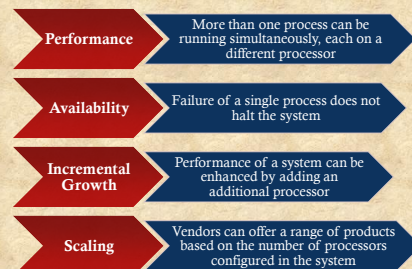 Performance
More than one process can be
running simultaneously, each on a
different processor
Availability
Failure of a single process does not
halt the system
Incremental
Growth
Performance of a system can be
enhanced by adding an
additional processor
Scaling
Vendors can offer a range of products
based on the number of processors
configured in the system